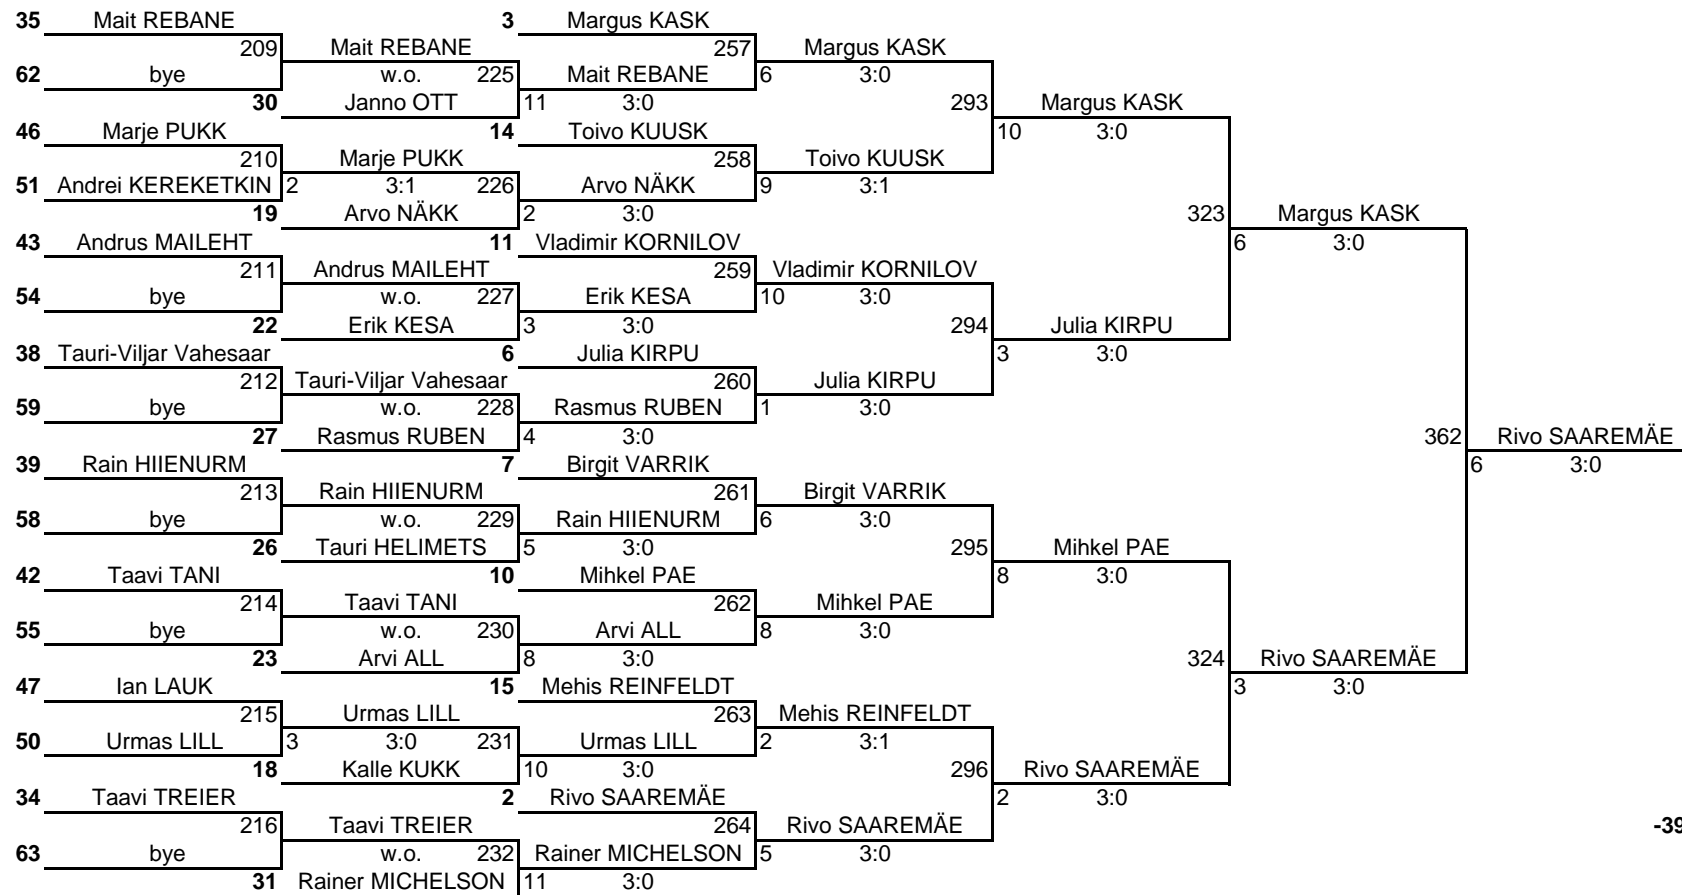 35 Mait REBANE 3 Margus KASK
209 Mait REBANE 257 Margus KASK
62 bye w.o. 225 Mait REBANE 6 3:0
30 Janno OTT 11 3:0 293 Margus KASK
46 Marje PUKK 14 Toivo KUUSK 10 3:0
210 Marje PUKK 258 Toivo KUUSK
51 Andrei KEREKETKIN 2 3:1 226 Arvo NÄKK 9 3:1
19 Arvo NÄKK 2 3:0 323 Margus KASK
43 Andrus MAILEHT 11 Vladimir KORNILOV 6 3:0
211 Andrus MAILEHT 259 Vladimir KORNILOV
54 bye w.o. 227 Erik KESA 10 3:0
22 Erik KESA 3 3:0 294 Julia KIRPU
38 Tauri-Viljar Vahesaar 6 Julia KIRPU 3 3:0
212 Tauri-Viljar Vahesaar 260 Julia KIRPU
59 bye w.o. 228 Rasmus RUBEN 1 3:0
27 Rasmus RUBEN 4 3:0 362 Rivo SAAREMÄE
39 Rain HIIENURM 7 Birgit VARRIK 6 3:0
213 Rain HIIENURM 261 Birgit VARRIK
58 bye w.o. 229 Rain HIIENURM 6 3:0
26 Tauri HELIMETS 5 3:0 295 Mihkel PAE
42 Taavi TANI 10 Mihkel PAE 8 3:0
214 Taavi TANI 262 Mihkel PAE
55 bye w.o. 230 Arvi ALL 8 3:0
23 Arvi ALL 8 3:0 324 Rivo SAAREMÄE
47 Ian LAUK 15 Mehis REINFELDT 3 3:0
215 Urmas LILL 263 Mehis REINFELDT
50 Urmas LILL 3 3:0 231 Urmas LILL 2 3:1
18 Kalle KUKK 10 3:0 296 Rivo SAAREMÄE
34 Taavi TREIER 2 Rivo SAAREMÄE 2 3:0
216 Taavi TREIER 264 Rivo SAAREMÄE -39
63 bye w.o. 232 Rainer MICHELSON 5 3:0
31 Rainer MICHELSON 11 3:0